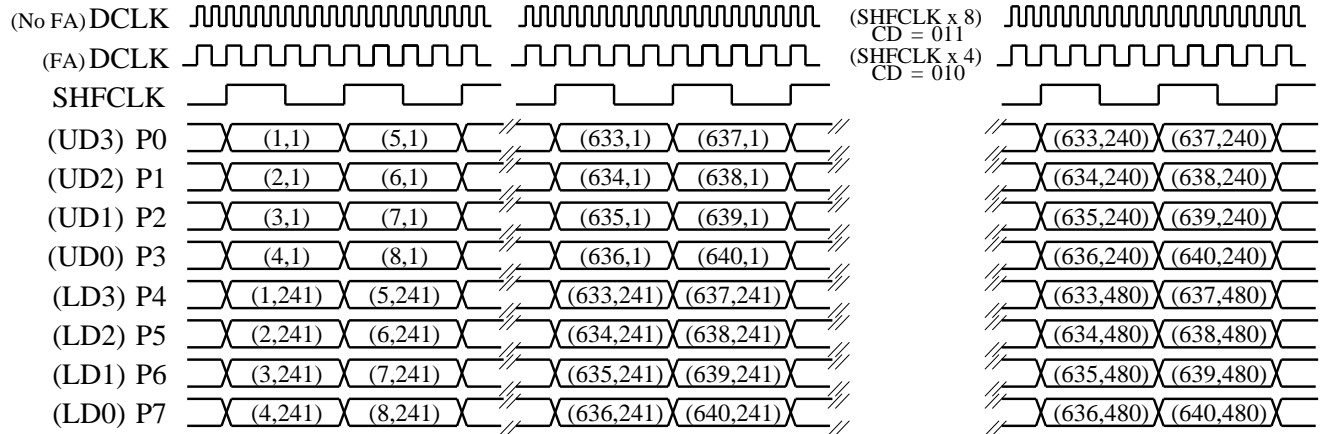 (No FA) DCLK (SHFCLK x 8)
CD = 011
(FA) DCLK (SHFCLK x 4)
CD = 010
SHFCLK
(UD3) P0 (1,1) (5,1) (633,1) (637,1) (633,240) (637,240)
(UD2) P1 (2,1) (6,1) (634,1) (638,1) (634,240) (638,240)
(UD1) P2 (3,1) (7,1) (635,1) (639,1) (635,240) (639,240)
(UD0) P3 (4,1) (8,1) (636,1) (640,1) (636,240) (640,240)
(LD3) P4 (1,241) (5,241) (633,241) (637,241) (633,480) (637,480)
(LD2) P5 (2,241) (6,241) (634,241) (638,241) (634,480) (638,480)
(LD1) P6 (3,241) (7,241) (635,241) (639,241) (635,480) (639,480)
(LD0) P7 (4,241) (8,241) (636,241) (640,241) (636,480) (640,480)